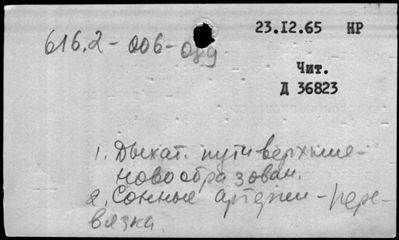 616.2-006-089
23.IZ.65 НР
Чит.
Д 36823
1. Дыхат. пути верхние-
новообразован.
2. Сонные артерии-пере-
вязка.